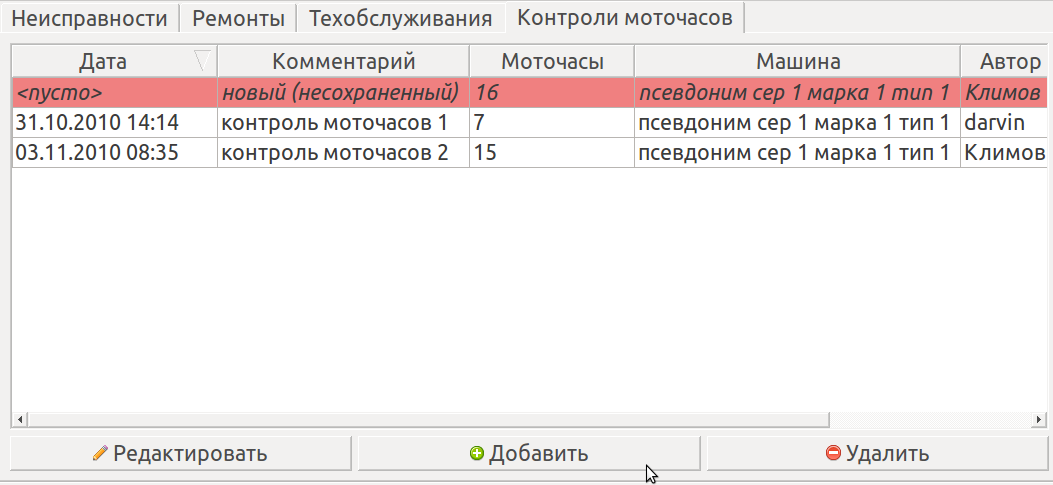 Неисправности Ремонты Техобслуживания Контроли моточасов
Дата Комментарий Моточасы Машина Автор
<пусто> новый (несохраненный) 16 псевдоним сер 1 марка 1 тип 1 Климов
31.10.2010 14:14 контроль моточасов 1 7 псевдоним сер 1 марка 1 тип 1 darvin
03.11.2010 08:35 контроль моточасов 2 15 псевдоним сер 1 марка 1 тип 1 Климов
Редактировать Добавить Удалить